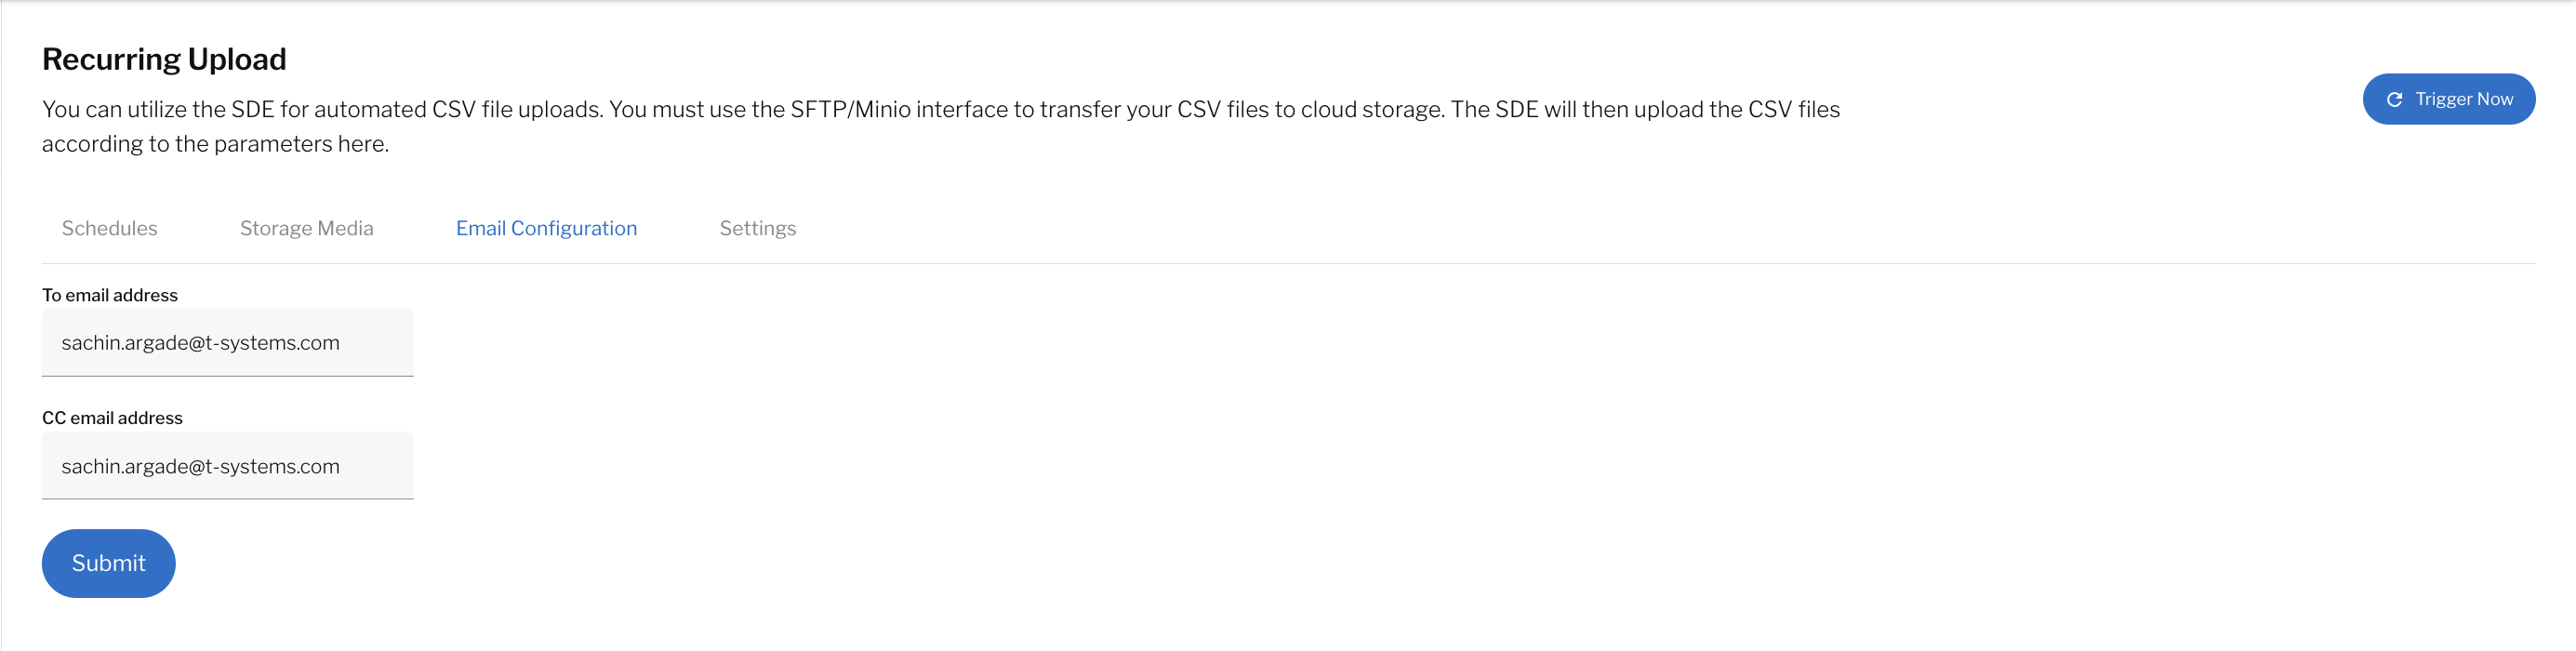 Recurring Upload
You can utilize the SDE for automated CSV file uploads. You must use the SFTP/Minio interface to transfer your CSV files to cloud storage. The SDE will then upload the CSV files
according to the parameters here.
Trigger Now
Schedules Storage Media Email Configuration Settings
To email address
sachin.argade@t-systems.com
CC email address
sachin.argade@t-systems.com
Submit